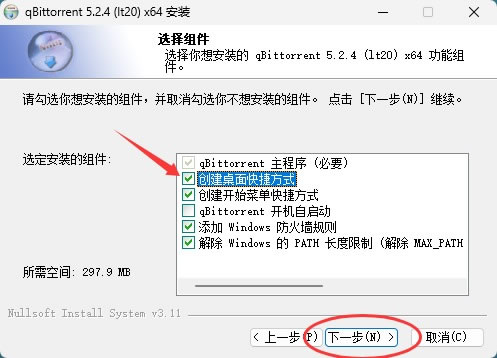 qBittorrent 5.2.4 (lt20) x64 安装
选择组件
选择你想安装的 qBittorrent 5.2.4 (lt20) x64 功能组
件。
请勾选你想安装的组件，并取消勾选你不想安装的组件。 点击 [下一步(N)] 继续。
选定安装的组件:
qBittorrent 主程序 (必要)
创建桌面快捷方式
创建开始菜单快捷方式
qBittorrent 开机自启动
添加 Windows 防火墙规则
解除 Windows 的 PATH 长度限制 (解除 MAX_PATH
所需空间: 297.9 MB
Nullsoft Install System v3.11
< 上一步(P)
下一步(N) >
取消(C)